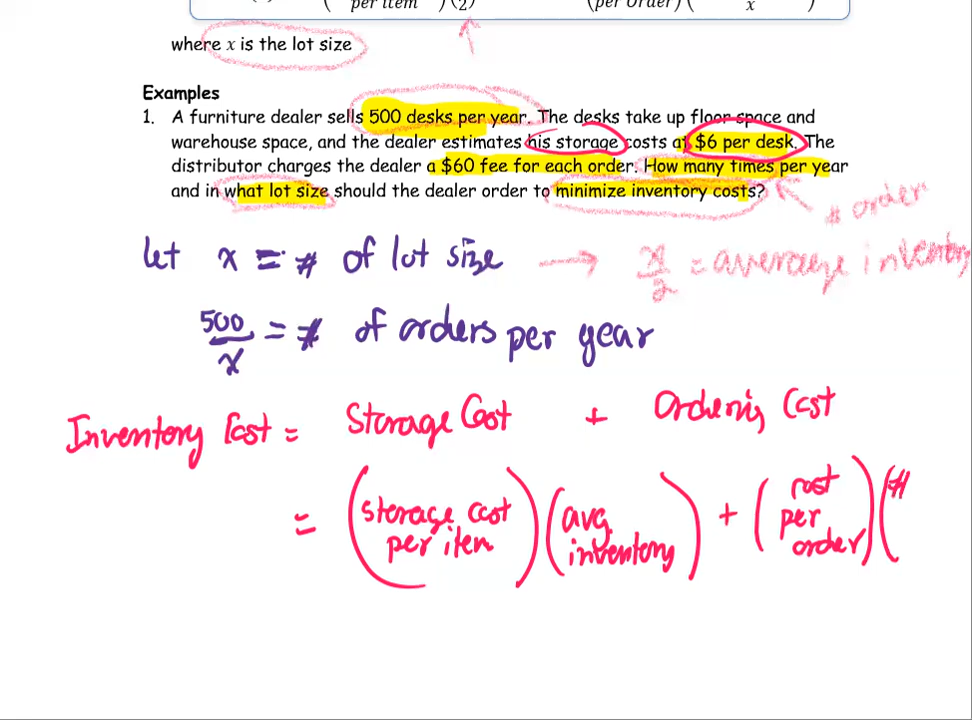 per item 2 per order x
where x is the lot size
Examples
1. A furniture dealer sells 500 desks per year. The desks take up floor space and
warehouse space, and the dealer estimates his storage costs at $6 per desk. The
distributor charges the dealer a $60 fee for each order. How many times per year
and in what lot size should the dealer order to minimize inventory costs?
# order
let x = # of lot size → x/2 = average inventory
500/x = # of orders per year
Inventory Cost = Storage Cost + Ordering Cost
= (storage cost per item) (avg inventory) + (cost per order) (#